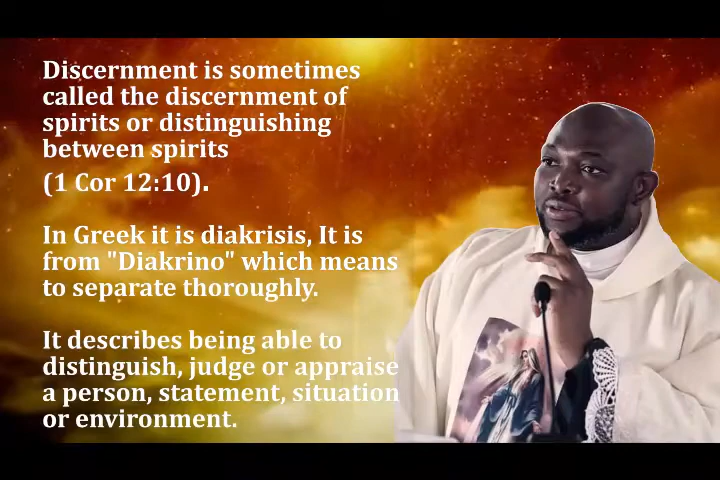 Discernment is sometimes
called the discernment of
spirits or distinguishing
between spirits
(1 Cor 12:10).
In Greek it is diakrisis, It is
from "Diakrino" which means
to separate thoroughly.
It describes being able to
distinguish, judge or appraise
a person, statement, situation
or environment.